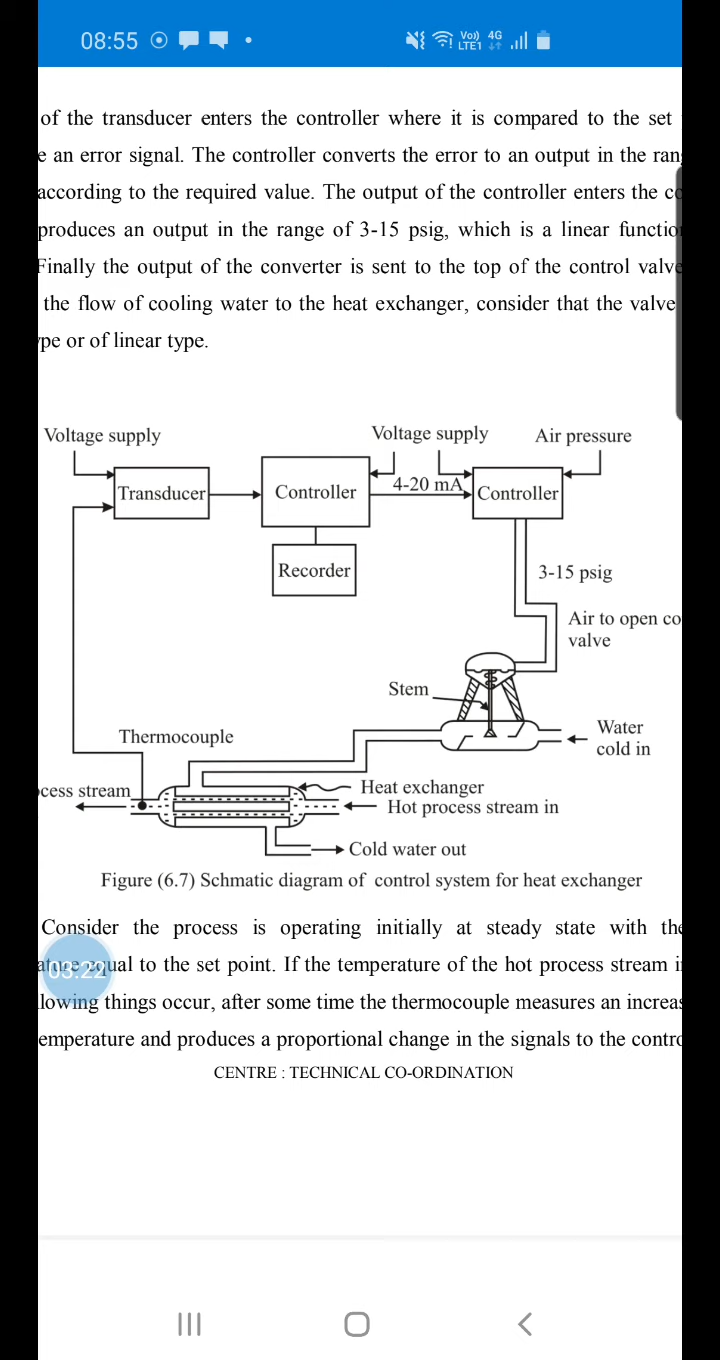 08:55
Vo)) 4G
LTE1
of the transducer enters the controller where it is compared to the set
e an error signal. The controller converts the error to an output in the ran
according to the required value. The output of the controller enters the co
produces an output in the range of 3-15 psig, which is a linear function
Finally the output of the converter is sent to the top of the control valve
the flow of cooling water to the heat exchanger, consider that the valve
ype or of linear type.
Voltage supply
Voltage supply
Air pressure
Transducer
Controller
4-20 mA
Controller
Recorder
3-15 psig
Air to open co
valve
Stem
Water
cold in
Thermocouple
ocess stream
Heat exchanger
Hot process stream in
Cold water out
Figure (6.7) Schmatic diagram of control system for heat exchanger
Consider the process is operating initially at steady state with the
ature equal to the set point. If the temperature of the hot process stream i
03:22
llowing things occur, after some time the thermocouple measures an increas
emperature and produces a proportional change in the signals to the contro
CENTRE : TECHNICAL CO-ORDINATION